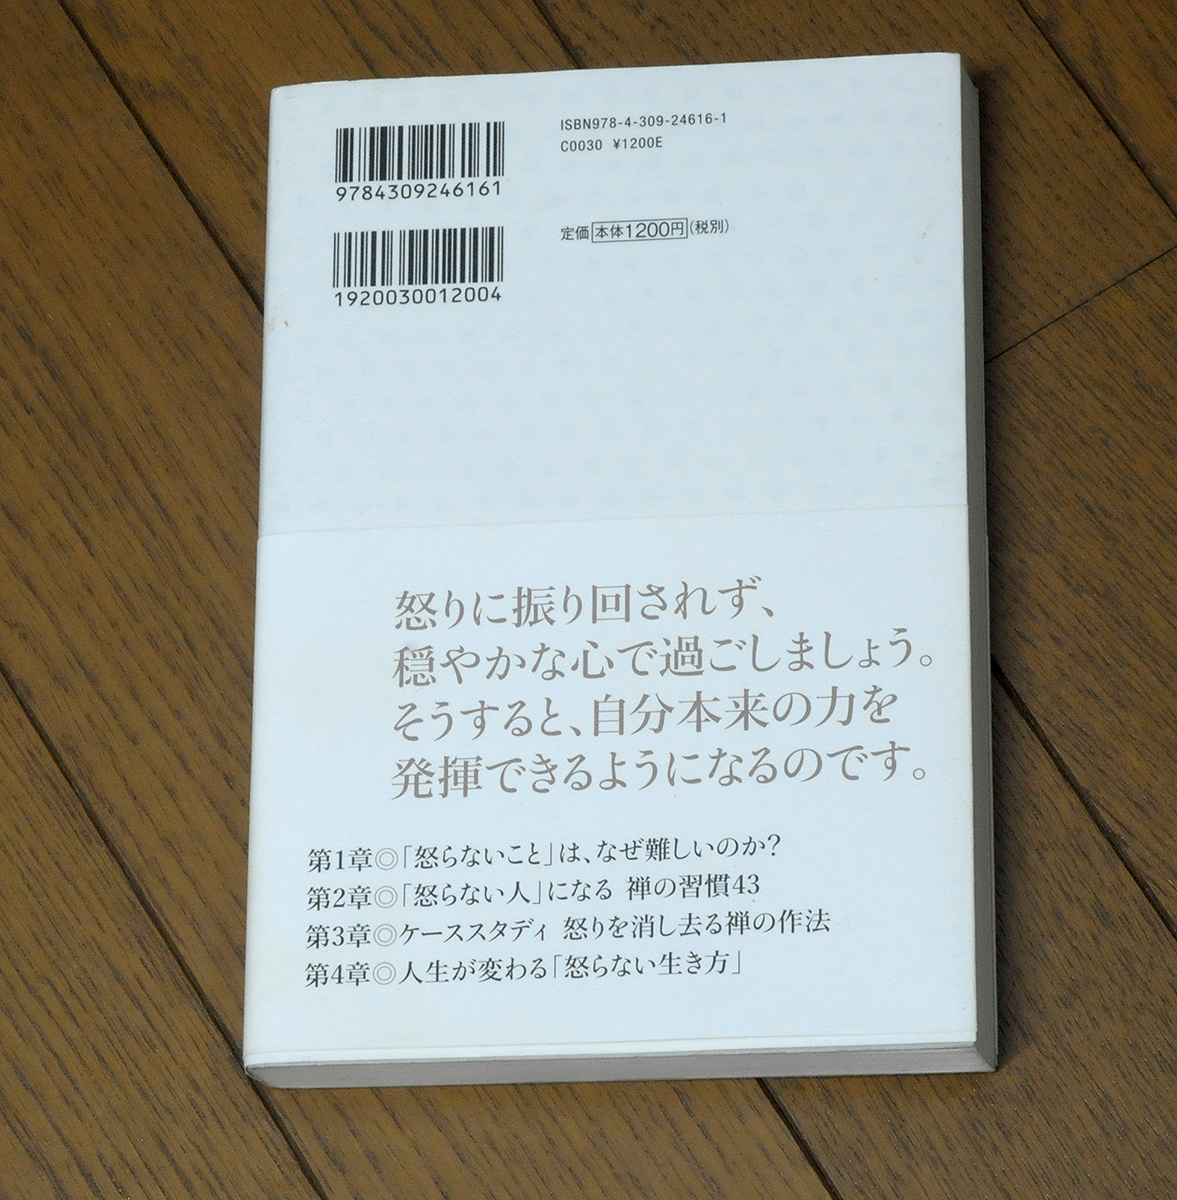 9784309246161
ISBN978-4-309-24616-1
C0030 ¥1200E
1920030012004
定価 本体1200円(税別)
怒りに振り回されず、
穏やかな心で過ごしましょう。
そうすると、自分本来の力を
発揮できるようになるのです。
第1章◎「怒らないこと」は、なぜ難しいのか?
第2章◎「怒らない人」になる 禅の習慣43
第3章◎ケーススタディ 怒りを消し去る禅の作法
第4章◎人生が変わる「怒らない生き方」